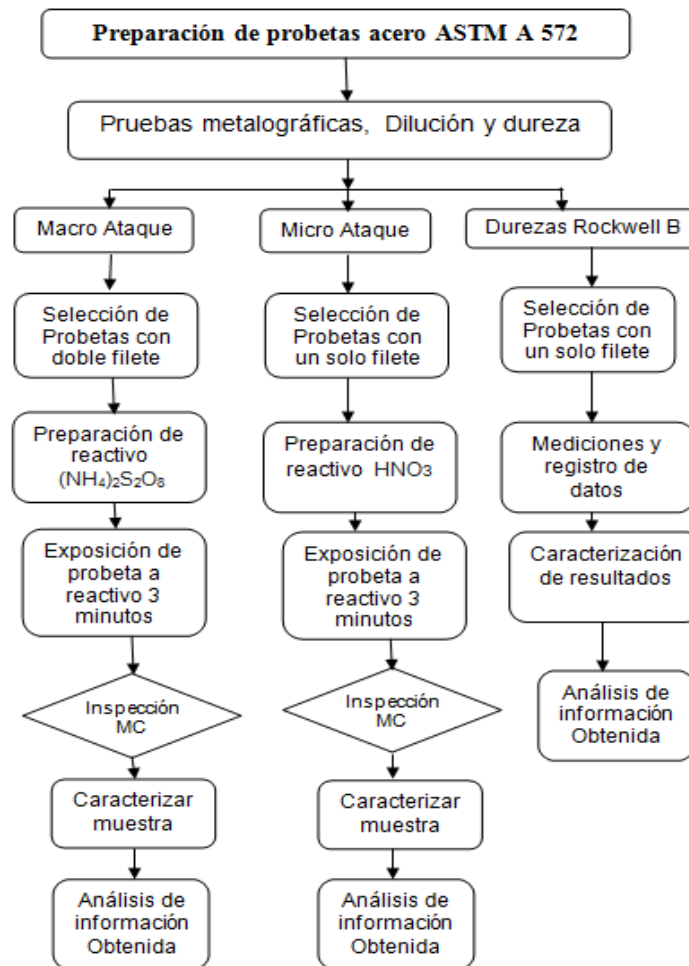 Preparación de probetas acero ASTM A 572
Pruebas metalográficas, Dilución y dureza
Macro Ataque
Selección de
Probetas con
doble filete
Preparación de
reactivo
(NH₄)₂S₂O₈
Exposición de
probeta a
reactivo 3
minutos
Inspección
MC
Caracterizar
muestra
Análisis de
información
Obtenida
Micro Ataque
Selección de
Probetas con
un solo filete
Preparación de
reactivo HNO₃
Exposición de
probeta a
reactivo 3
minutos
Inspección
MC
Caracterizar
muestra
Análisis de
información
Obtenida
Durezas Rockwell B
Selección de
Probetas con
un solo filete
Mediciones y
registro de
datos
Caracterización
de resultados
Análisis de
información
Obtenida